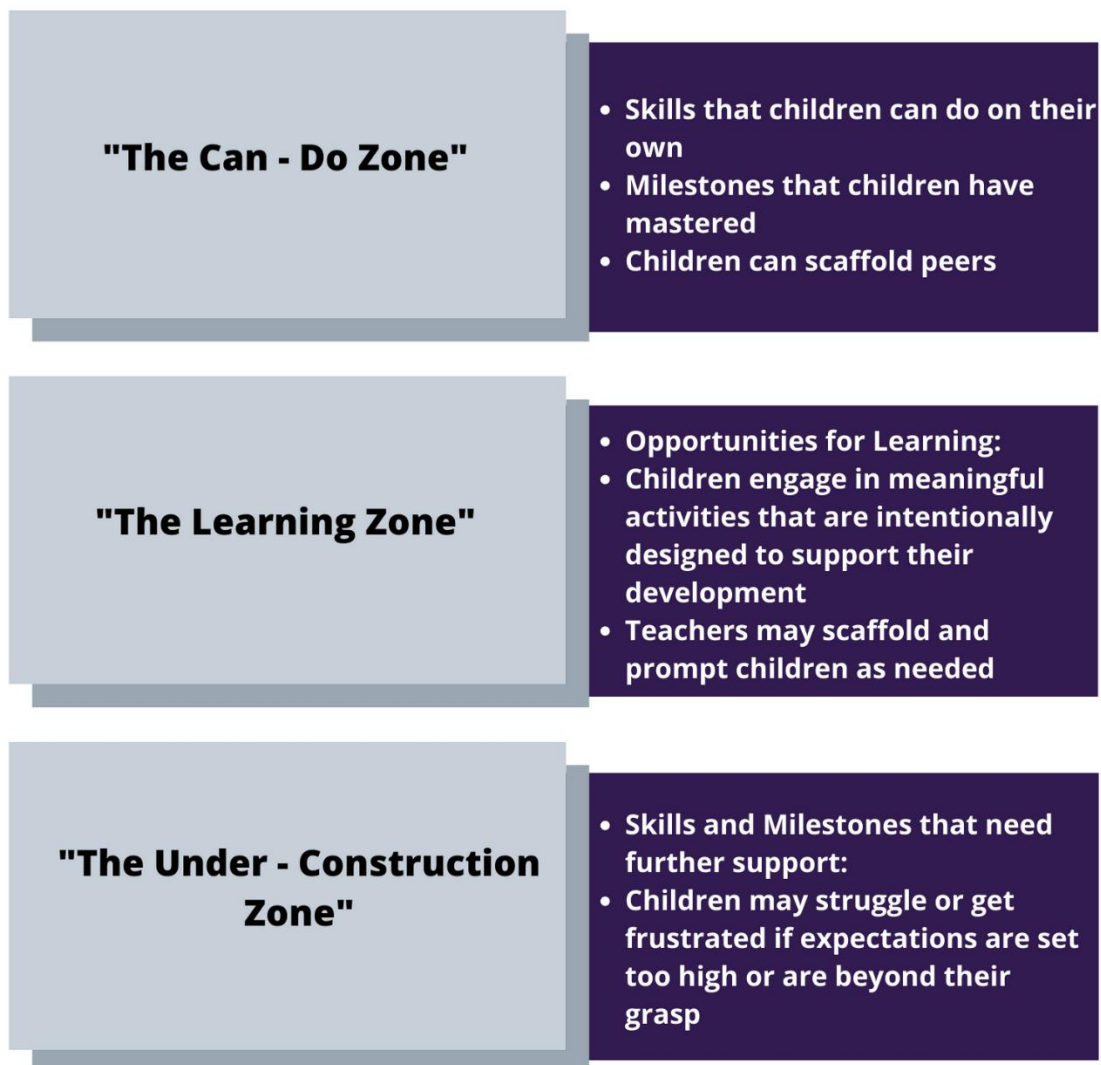 "The Can - Do Zone"
• Skills that children can do on their
own
• Milestones that children have
mastered
• Children can scaffold peers
"The Learning Zone"
• Opportunities for Learning:
• Children engage in meaningful
activities that are intentionally
designed to support their
development
• Teachers may scaffold and
prompt children as needed
"The Under - Construction
Zone"
• Skills and Milestones that need
further support:
• Children may struggle or get
frustrated if expectations are set
too high or are beyond their
grasp